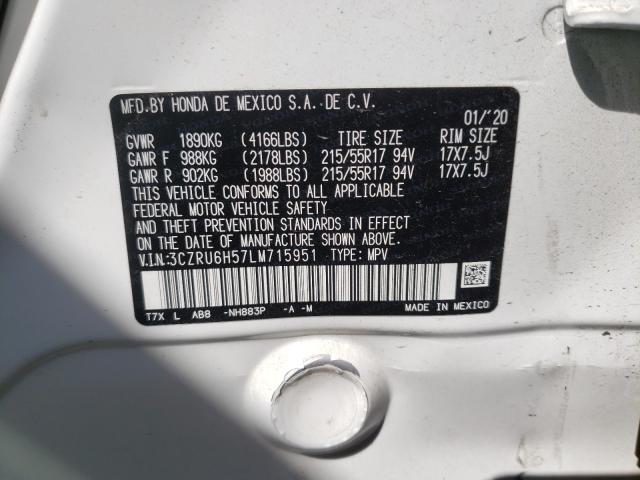 MFD.BY HONDA DE MEXICO S.A. DE C.V.
01/'20
GVWR 1890KG (4166LBS) TIRE SIZE RIM SIZE
GAWR F 988KG (2178LBS) 215/55R17 94V 17X7.5J
GAWR R 902KG (1988LBS) 215/55R17 94V 17X7.5J
THIS VEHICLE CONFORMS TO ALL APPLICABLE
FEDERAL MOTOR VEHICLE SAFETY
AND THEFT PREVENTION STANDARDS IN EFFECT
ON THE DATE OF MANUFACTURE SHOWN ABOVE.
V.I.N:3CZRU6H57LM715951 TYPE: MPV
T7X L AB8 -NH883P -A -M MADE IN MEXICO